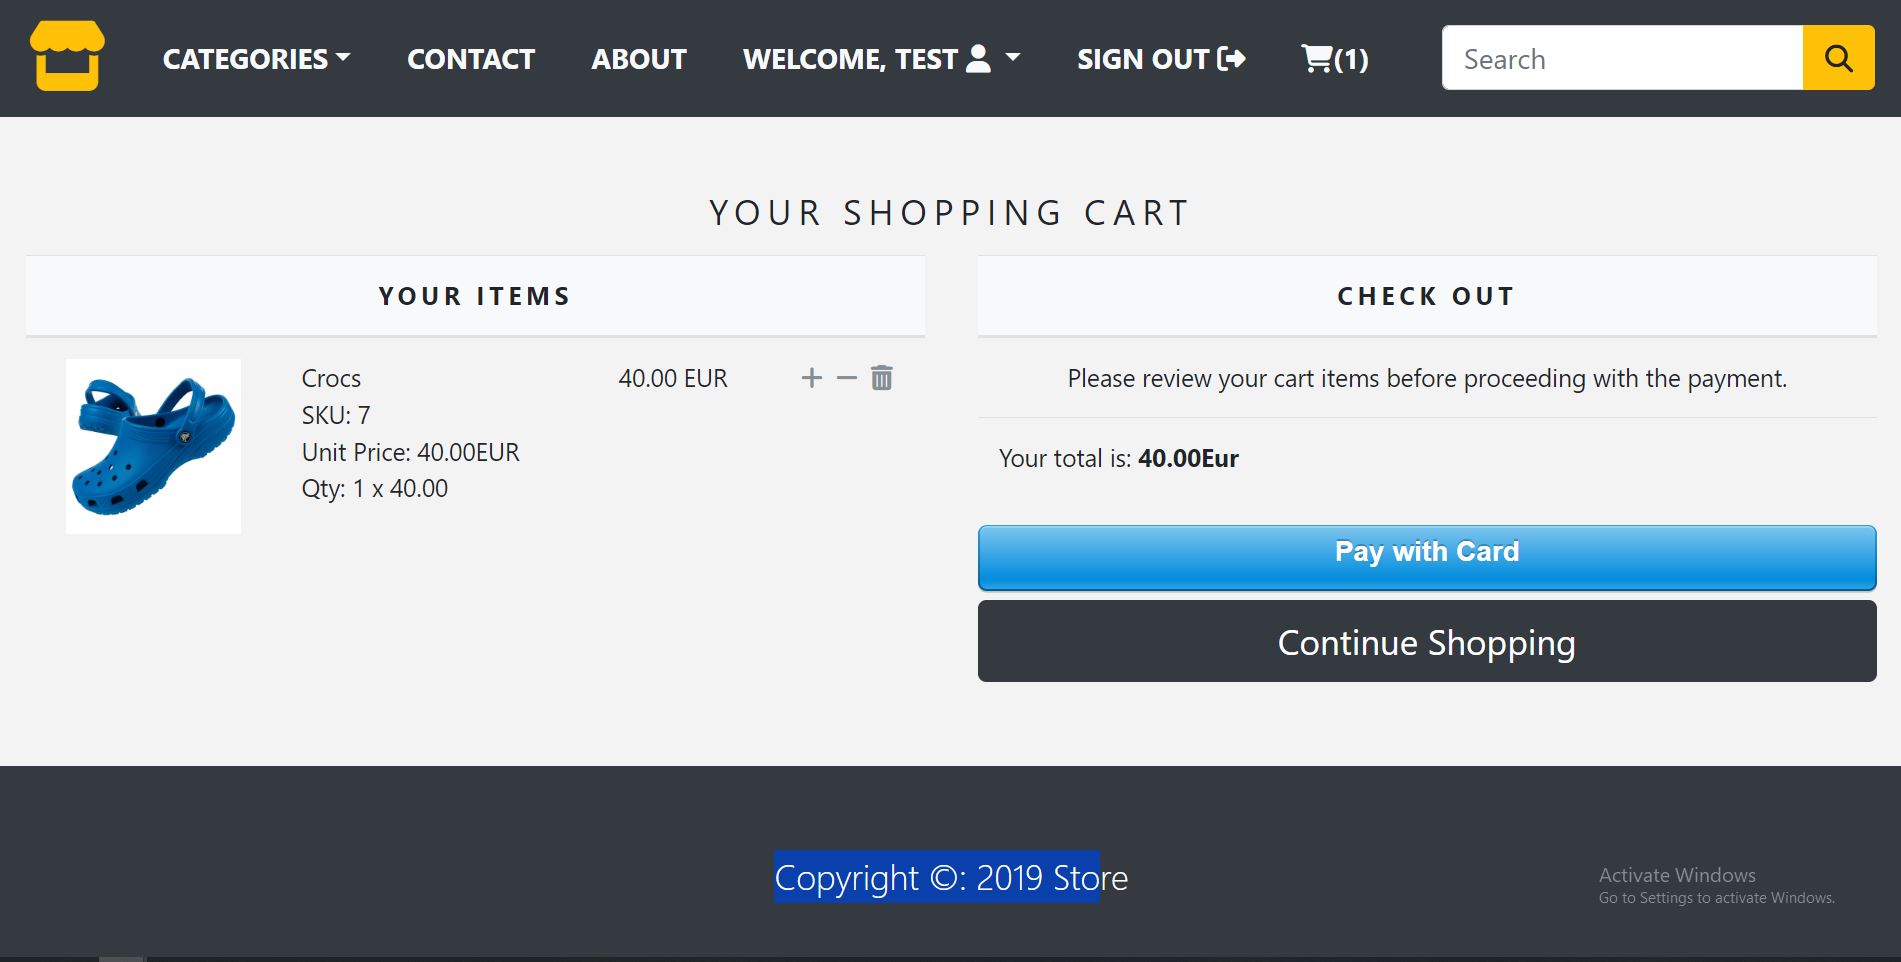 CATEGORIES CONTACT ABOUT WELCOME, TEST SIGN OUT (1) Search
YOUR SHOPPING CART
YOUR ITEMS
Crocs 40.00 EUR
SKU: 7
Unit Price: 40.00EUR
Qty: 1 x 40.00
CHECK OUT
Please review your cart items before proceeding with the payment.
Your total is: 40.00Eur
Pay with Card
Continue Shopping
Copyright ©: 2019 Store
Activate Windows
Go to Settings to activate Windows.